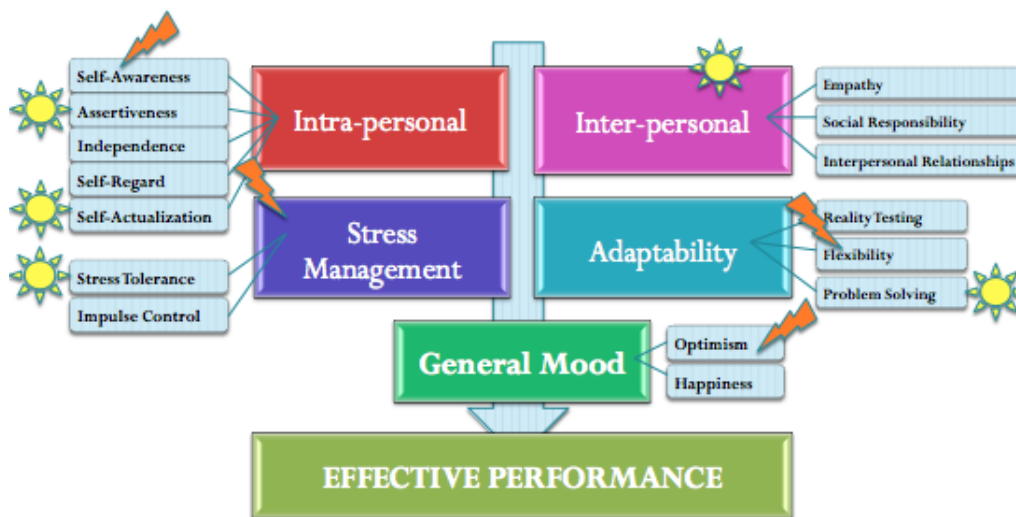 Self-Awareness
Assertiveness
Independence
Self-Regard
Self-Actualization
Intra-personal
Inter-personal
Empathy
Social Responsibility
Interpersonal Relationships
Stress Tolerance
Impulse Control
Stress
Management
Adaptability
Reality Testing
Flexibility
Problem Solving
General Mood
Optimism
Happiness
EFFECTIVE PERFORMANCE